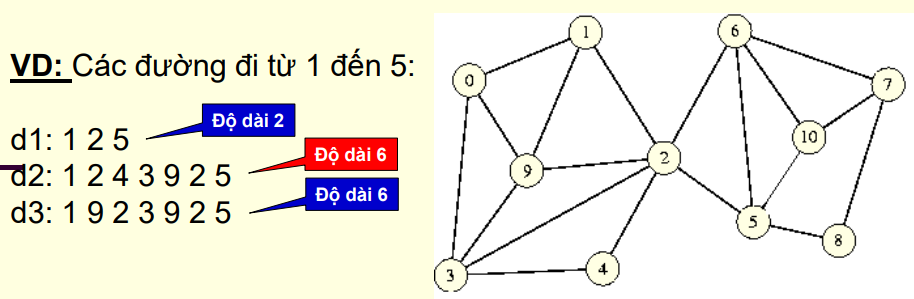 VD: Các đường đi từ 1 đến 5:
d1: 1 2 5
Độ dài 2
d2: 1 2 4 3 9 2 5
Độ dài 6
d3: 1 9 2 3 9 2 5
Độ dài 6
1
6
0
7
10
2
9
5
8
4
3